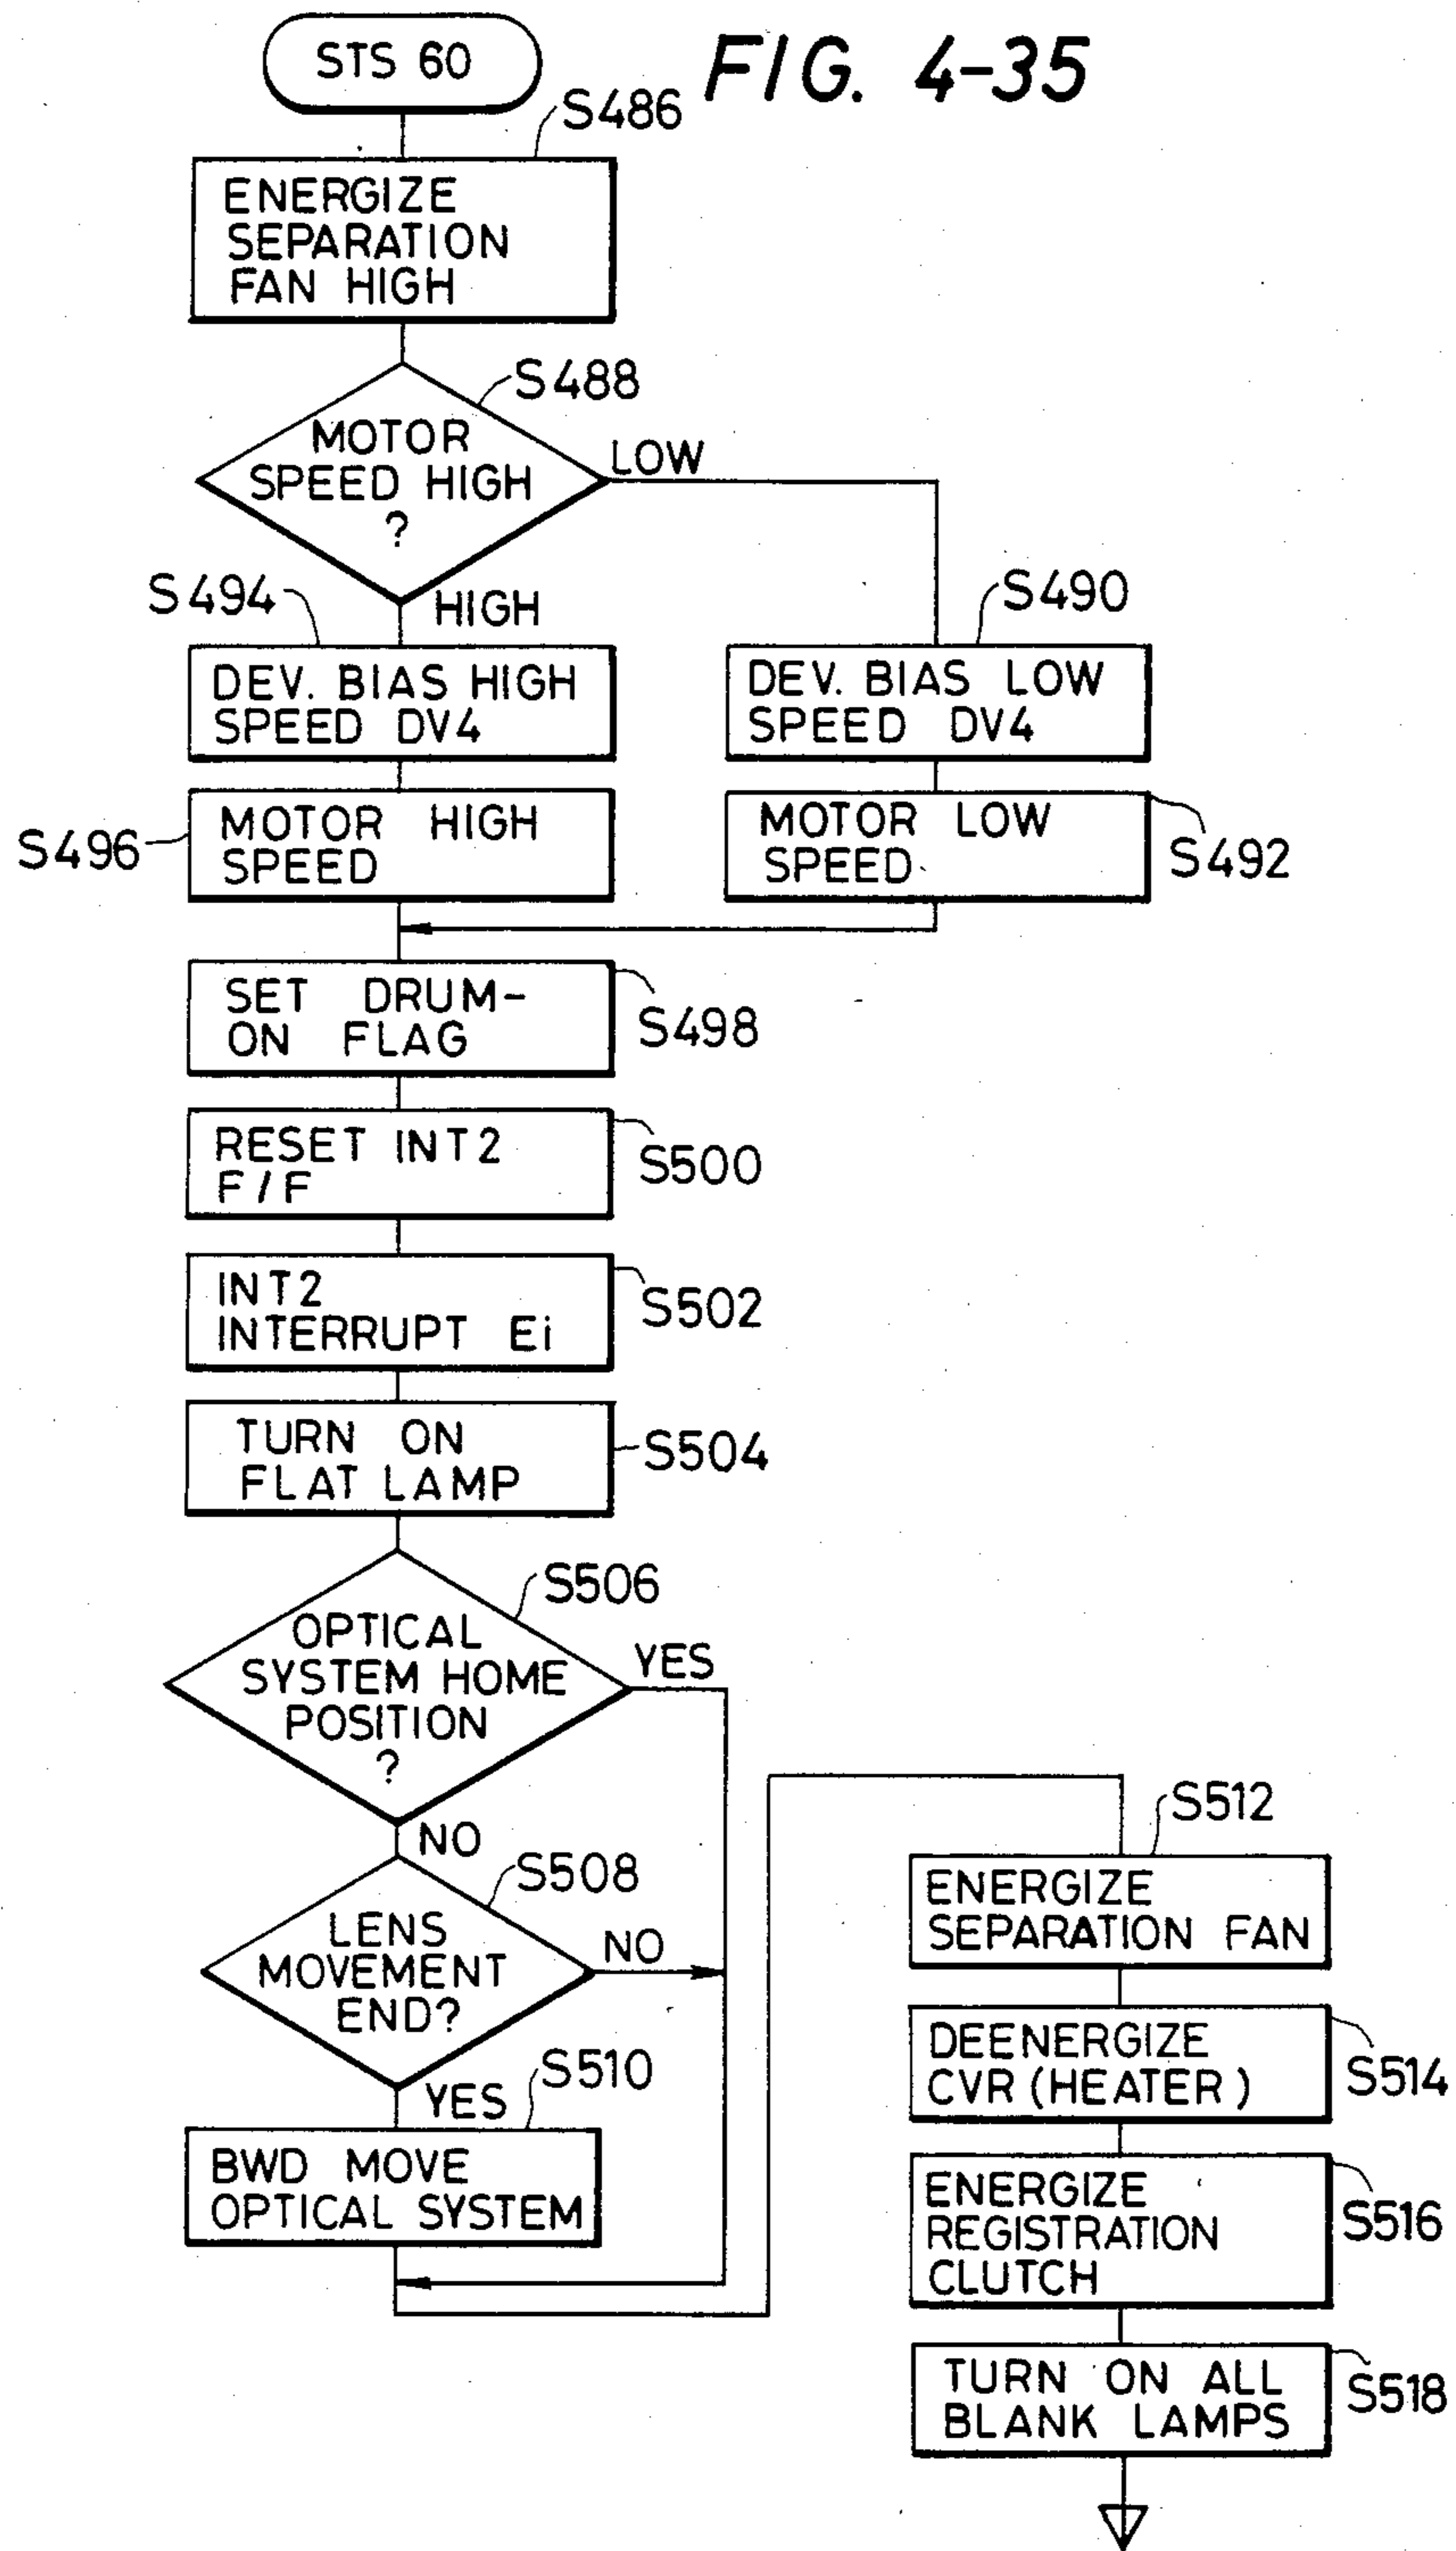 STS 60
FIG. 4-35
S486
ENERGIZE
SEPARATION
FAN HIGH
S488
MOTOR
SPEED HIGH
?
LOW
HIGH
S494
DEV. BIAS HIGH
SPEED DV4
S490
DEV. BIAS LOW
SPEED DV4
S496
MOTOR HIGH
SPEED
MOTOR LOW
SPEED
S492
SET DRUM-
ON FLAG
S498
RESET INT2
F/F
S500
INT2
INTERRUPT Ei
S502
TURN ON
FLAT LAMP
S504
S506
OPTICAL
SYSTEM HOME
POSITION
?
YES
NO
S508
LENS
MOVEMENT
END?
NO
YES
S510
BWD MOVE
OPTICAL SYSTEM
S512
ENERGIZE
SEPARATION FAN
DEENERGIZE
CVR (HEATER)
S514
ENERGIZE
REGISTRATION
CLUTCH
S516
TURN ON ALL
BLANK LAMPS
S518